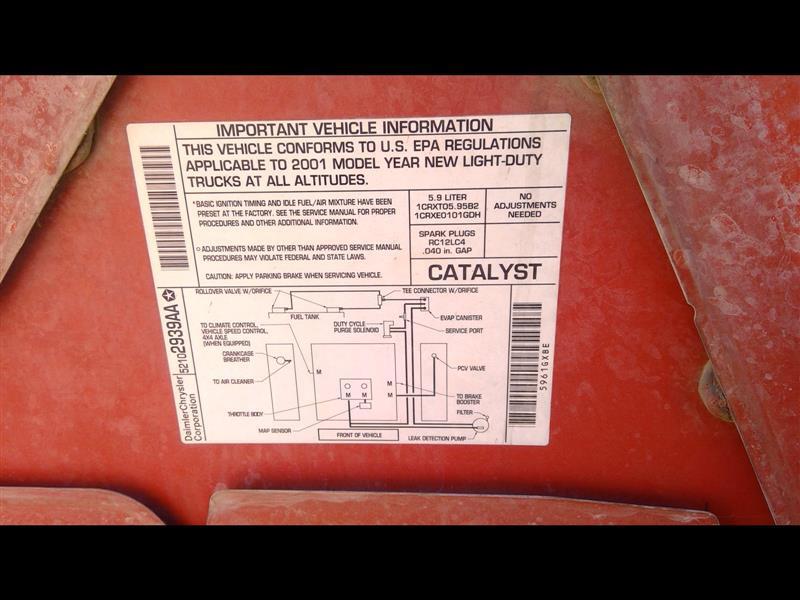 IMPORTANT VEHICLE INFORMATION
THIS VEHICLE CONFORMS TO U.S. EPA REGULATIONS
APPLICABLE TO 2001 MODEL YEAR NEW LIGHT-DUTY
TRUCKS AT ALL ALTITUDES.
*BASIC IGNITION TIMING AND IDLE FUEL/AIR MIXTURE HAVE BEEN
PRESET AT THE FACTORY. SEE THE SERVICE MANUAL FOR PROPER
PROCEDURES AND OTHER ADDITIONAL INFORMATION.
○ ADJUSTMENTS MADE BY OTHER THAN APPROVED SERVICE MANUAL
PROCEDURES MAY VIOLATE FEDERAL AND STATE LAWS.
CAUTION: APPLY PARKING BRAKE WHEN SERVICING VEHICLE.
5.9 LITER
1CRXT05.95B2
1CRXE0101GDH
NO
ADJUSTMENTS
NEEDED
SPARK PLUGS
RC12LC4
.040 in. GAP
CATALYST
ROLLOVER VALVE W/ORIFICE
TEE CONNECTOR W/ORIFICE
FUEL TANK
EVAP CANISTER
DUTY CYCLE
PURGE SOLENOID
SERVICE PORT
TO CLIMATE CONTROL,
VEHICLE SPEED CONTROL,
4X4 AXLE
(WHEN EQUIPPED)
CRANKCASE
BREATHER
TO AIR CLEANER
M
PCV VALVE
M
M M
M
THROTTLE BODY
TO BRAKE
BOOSTER
FILTER
MAP SENSOR
FRONT OF VEHICLE
LEAK DETECTION PUMP
DaimlerChrysler
Corporation
52102939AA
5961GXBE